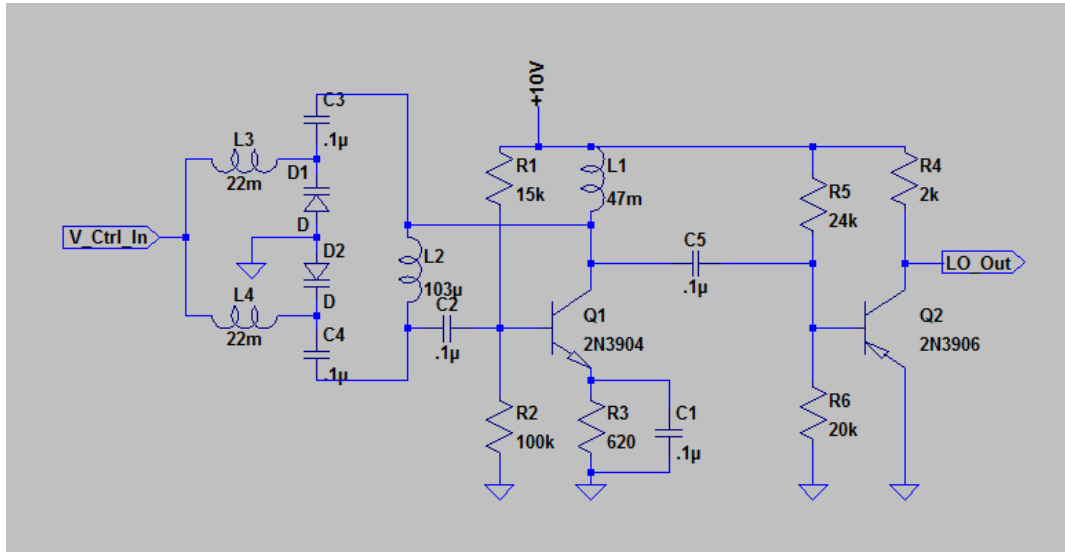 +10V
C3
.1µ
L3
22m
D1
D
R1
15k
L1
47m
R4
2k
R5
24k
V_Ctrl_In
D2
D
L4
22m
L2
103µ
C2
.1µ
C5
.1µ
LO_Out
Q1
2N3904
Q2
2N3906
C4
.1µ
R2
100k
R3
620
C1
.1µ
R6
20k